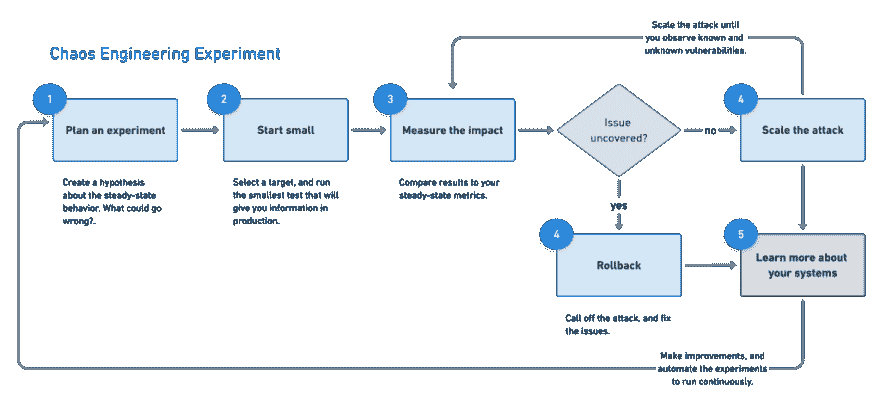 Scale the attack until
you observe known and
unknown vulnerabilities.
Chaos Engineering Experiment
1
Plan an experiment
Create a hypothesis
about the steady-state
behavior. What could go
wrong?.
2
Start small
Select a target, and run
the smallest test that will
give you information in
production.
3
Measure the impact
Compare results to your
steady-state metrics.
Issue
uncovered?
no
4
Scale the attack
yes
4
Rollback
Call off the attack, and fix
the issues.
5
Learn more about
your systems
Make improvements, and
automate the experiments
to run continuously.